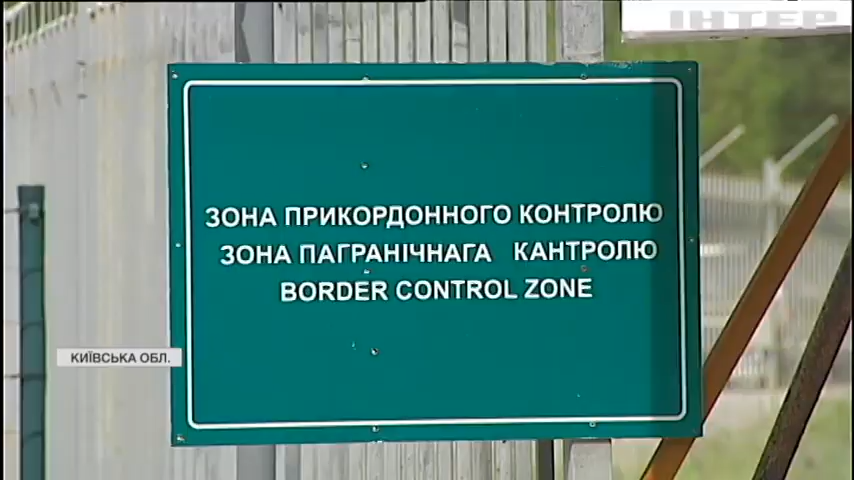 ІНТЕР
ЗОНА ПРИКОРДОННОГО КОНТРОЛЮ
ЗОНА ПАГРАНІЧНАГА КАНТРОЛЮ
BORDER CONTROL ZONE
КИЇВСЬКА ОБЛ.